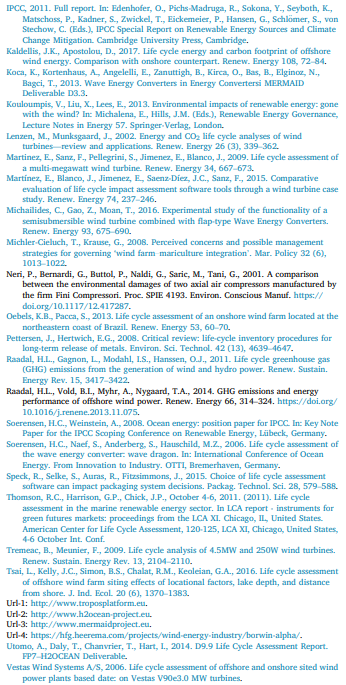 IPCC, 2011. Full report. In: Edenhofer, O., Pichs-Madruga, R., Sokona, Y., Seyboth, K.,
Matschoss, P., Kadner, S., Zwickel, T., Eickemeier, P., Hansen, G., Schlömer, S., von
Stechow, C. (Eds.), IPCC Special Report on Renewable Energy Sources and Climate
Change Mitigation. Cambridge University Press, Cambridge.
Kaldellis, J.K., Apostolou, D., 2017. Life cycle energy and carbon footprint of offshore
wind energy. Comparison with onshore counterpart. Renew. Energy 108, 72–84.
Koca, K., Kortenhaus, A., Angelelli, E., Zanuttigh, B., Kirca, O., Bas, B., Elginoz, N.,
Bagci, T., 2013. Wave Energy Converters in Energy Convertersi MERMAID
Deliverable D3.3.
Kouloumpis, V., Liu, X., Lees, E., 2013. Environmental impacts of renewable energy: gone
with the wind? In: Michalena, E., Hills, J.M. (Eds.), Renewable Energy Governance,
Lecture Notes in Energy 57. Springer-Verlag, London.
Lenzen, M., Munksgaard, J., 2002. Energy and CO2 life cycle analyses of wind
turbines—review and applications. Renew. Energy 26 (3), 339–362.
Martínez, E., Sanz, F., Pellegrini, S., Jimenez, E., Blanco, J., 2009. Life cycle assessment of
a multi-megawatt wind turbine. Renew. Energy 34, 667–673.
Martínez, E., Blanco, J., Jimenez, E., Saenz-Díez, J.C., Sanz, F., 2015. Comparative
evaluation of life cycle impact assessment software tools through a wind turbine case
study. Renew. Energy 74, 237–246.
Michailides, C., Gao, Z., Moan, T., 2016. Experimental study of the functionality of a
semisubmersible wind turbine combined with flap-type Wave Energy Converters.
Renew. Energy 93, 675–690.
Michler-Cieluch, T., Krause, G., 2008. Perceived concerns and possible management
strategies for governing 'wind farm–mariculture integration'. Mar. Policy 32 (6),
1013–1022.
Neri, P., Bernardi, G., Buttol, P., Naldi, G., Saric, M., Tani, G., 2001. A comparison
between the environmental damages of two axial air compressors manufactured by
the firm Fini Compressori. Proc. SPIE 4193. Environ. Conscious Manuf. https://
doi.org/10.1117/12.417287.
Oebels, K.B., Pacca, S., 2013. Life cycle assessment of an onshore wind farm located at the
northeastern coast of Brazil. Renew. Energy 53, 60–70.
Pettersen, J., Hertwich, E.G., 2008. Critical review: life-cycle inventory procedures for
long-term release of metals. Environ. Sci. Technol. 42 (13), 4639–4647.
Raadal, H.L., Gagnon, L., Modahl, I.S., Hanssen, O.J., 2011. Life cycle greenhouse gas
(GHG) emissions from the generation of wind and hydro power. Renew. Sustain.
Energy Rev. 15, 3417–3422.
Raadal, H.L., Vold, B.I., Myhr, A., Nygaard, T.A., 2014. GHG emissions and energy
performance of offshore wind power. Renew. Energy 66, 314–324. https://doi.org/
10.1016/j.renene.2013.11.075.
Soerensen, H.C., Weinstein, A., 2008. Ocean energy: position paper for IPCC. In: Key Note
Paper for the IPCC Scoping Conference on Renewable Energy, Lübeck, Germany.
Soerensen, H.C., Naef, S., Anderberg, S., Hauschild, M.Z., 2006. Life cycle assessment of
the wave energy converter: wave dragon. In: International Conference of Ocean
Energy. From Innovation to Industry. OTTI, Bremerhaven, Germany.
Speck, R., Selke, S., Auras, R., Fitzsimmons, J., 2015. Choice of life cycle assessment
software can impact packaging system decisions. Packag. Technol. Sci. 28, 579–588.
Thomson, R.C., Harrison, G.P., Chick, J.P., October 4-6, 2011. (2011). Life cycle
assessment in the marine renewable energy sector. In LCA report - instruments for
green futures markets: proceedings from the LCA XI. Chicago, IL, United States.
American Center for Life Cycle Assessment, 120-125, LCA XI, Chicago, United States,
4-6 October Int. Conf.
Tremeac, B., Meunier, F., 2009. Life cycle analysis of 4.5MW and 250W wind turbines.
Renew. Sustain. Energy Rev. 13, 2104–2110.
Tsai, L., Kelly, J.C., Simon, B.S., Chalat, R.M., Keoleian, G.A., 2016. Life cycle assessment
of offshore wind farm siting effects of locational factors, lake depth, and distance
from shore. J. Ind. Ecol. 20 (6), 1370–1383.
Url-1: http://www.troposplatform.eu.
Url-2: http://www.h2ocean-project.eu.
Url-3: http://www.mermaidproject.eu.
Url-4: https://hfg.heerema.com/projects/wind-energy-industry/borwin-alpha/.
Utomo, A., Daly, T., Chanvrier, T., Hart, I., 2014. D9.9 Life Cycle Assessment Report.
FP7–H2OCEAN Deliverable.
Vestas Wind Systems A/S, 2006. Life cycle assessment of offshore and onshore sited wind
power plants based date: on Vestas V90e3.0 MW turbines.